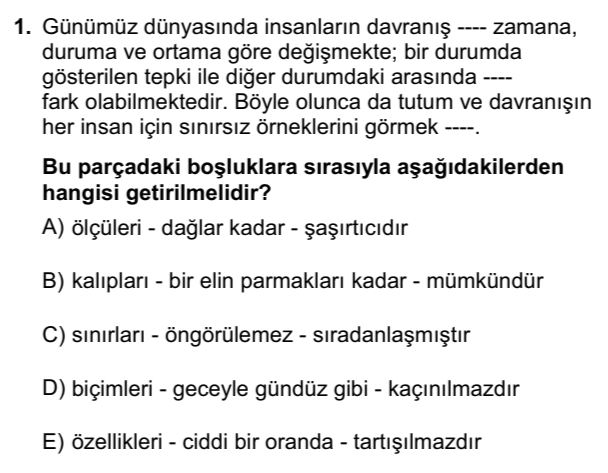 1. Günümüz dünyasında insanların davranış ---- zamana,
duruma ve ortama göre değişmekte; bir durumda
gösterilen tepki ile diğer durumdaki arasında ----
fark olabilmektedir. Böyle olunca da tutum ve davranışın
her insan için sınırsız örneklerini görmek ----.
Bu parçadaki boşluklara sırasıyla aşağıdakilerden
hangisi getirilmelidir?
A) ölçüleri - dağlar kadar - şaşırtıcıdır
B) kalıpları - bir elin parmakları kadar - mümkündür
C) sınırları - öngörülemez - sıradanlaşmıştır
D) biçimleri - geceyle gündüz gibi - kaçınılmazdır
E) özellikleri - ciddi bir oranda - tartışılmazdır